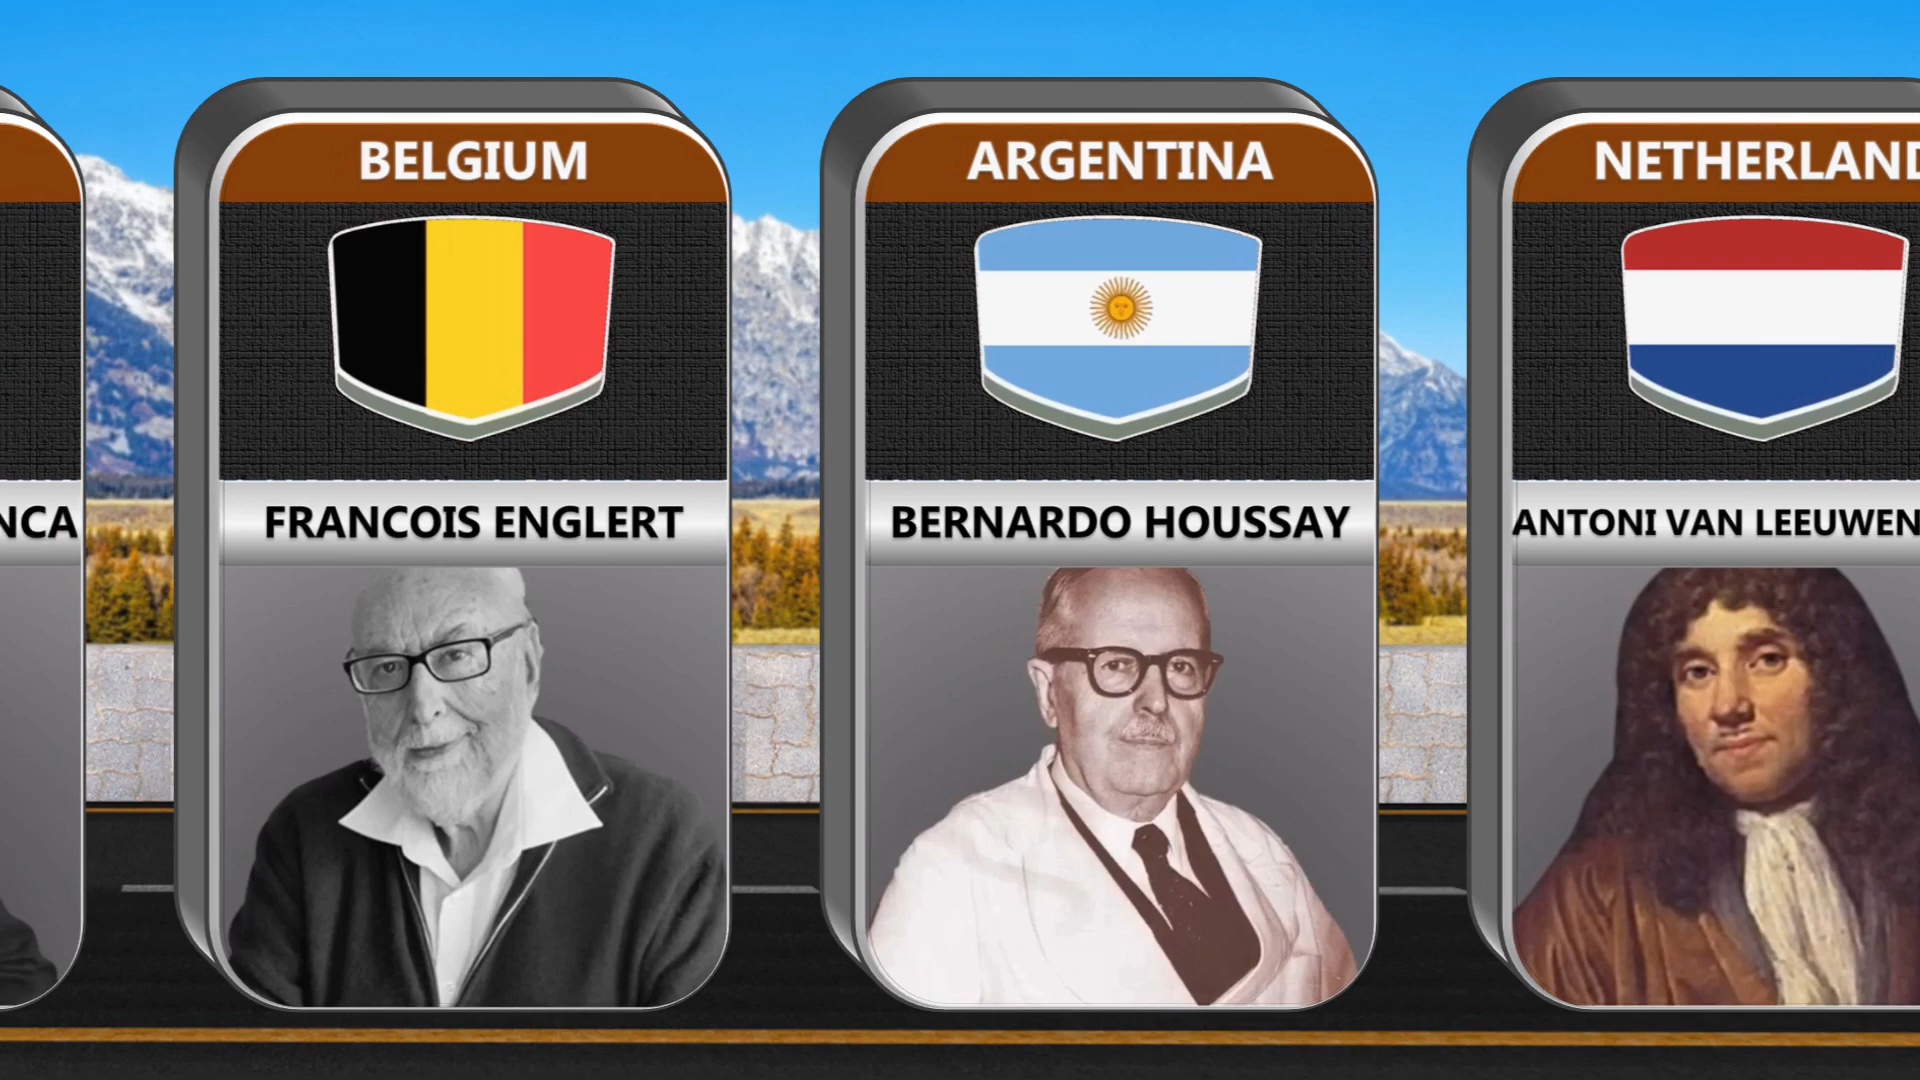 BELGIUM
ARGENTINA
NETHERLAND
NCA
FRANCOIS ENGLERT
BERNARDO HOUSSAY
ANTONI VAN LEEUWEN